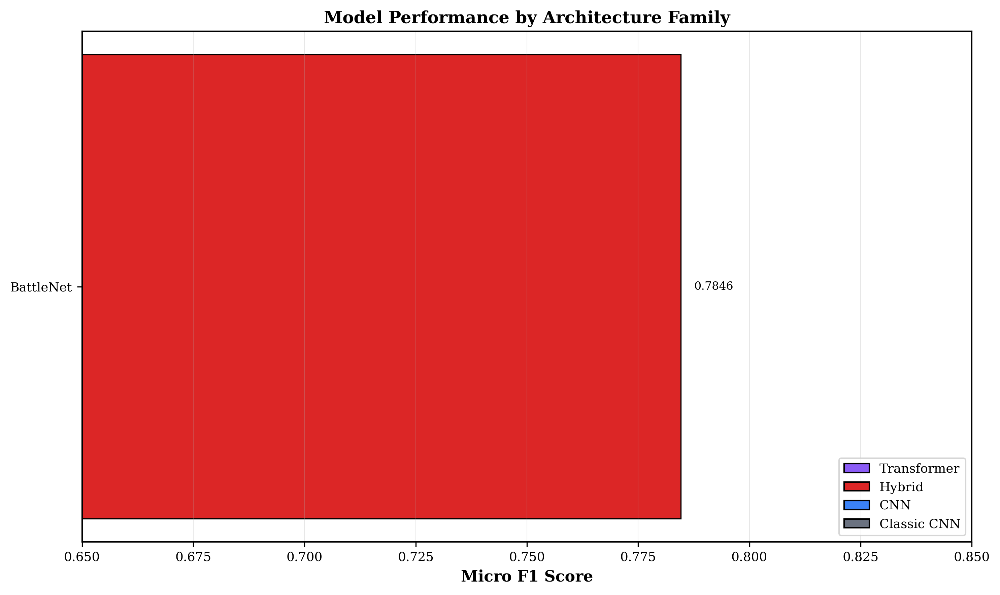 Model Performance by Architecture Family
BattleNet
0.7846
Transformer
Hybrid
CNN
Classic CNN
0.650 0.675 0.700 0.725 0.750 0.775 0.800 0.825 0.850
Micro F1 Score